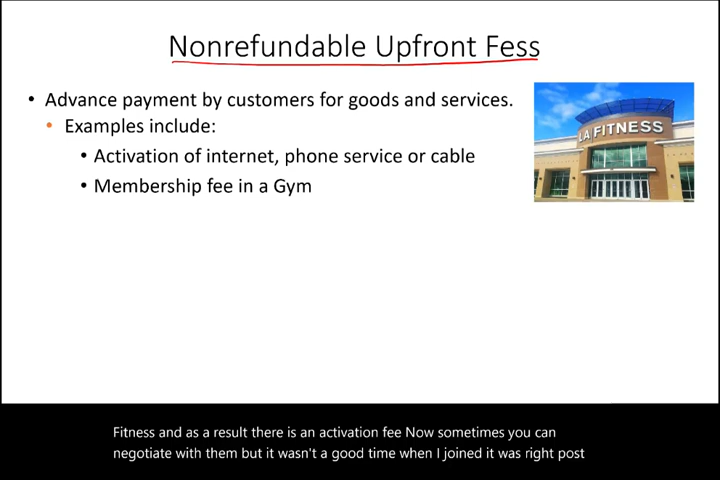 Nonrefundable Upfront Fess
• Advance payment by customers for goods and services.
• Examples include:
• Activation of internet, phone service or cable
• Membership fee in a Gym
LA FITNESS
Fitness and as a result there is an activation fee Now sometimes you can
negotiate with them but it wasn't a good time when I joined it was right post